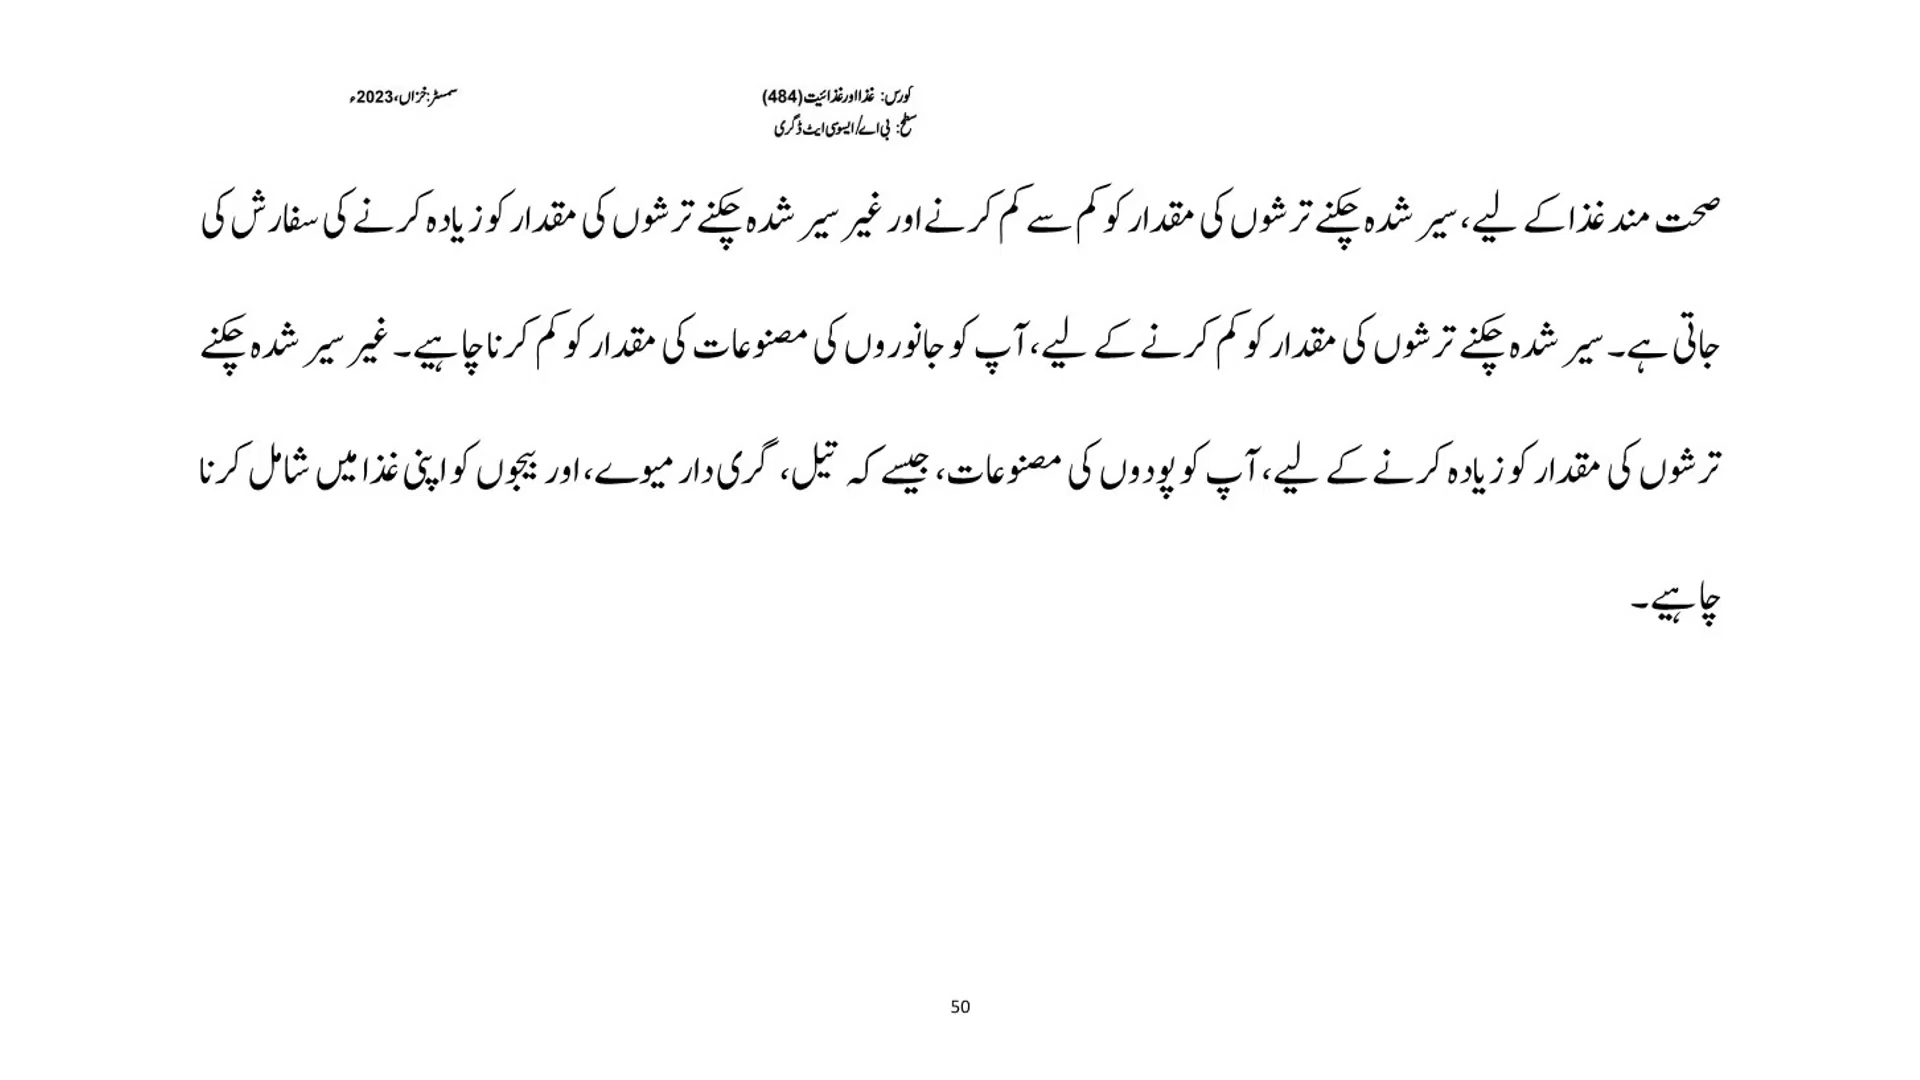 کورس: غذا اور غذائیت (484) سمسٹر: خزاں، 2023ء
سطح: بی اے/ ایسوسی ایٹ ڈگری
صحت مند غذا کے لیے، سیر شدہ چکنے ترشوں کی مقدار کو کم سے کم کرنے اور غیر سیر شدہ چکنے ترشوں کی مقدار کو زیادہ کرنے کی سفارش کی
جاتی ہے۔ سیر شدہ چکنے ترشوں کی مقدار کو کم کرنے کے لیے، آپ کو جانوروں کی مصنوعات کی مقدار کو کم کرنا چاہیے۔ غیر سیر شدہ چکنے
ترشوں کی مقدار کو زیادہ کرنے کے لیے، آپ کو پودوں کی مصنوعات، جیسے کہ تیل، گری دار میوے، اور بیجوں کو اپنی غذا میں شامل کرنا
چاہیے۔
50